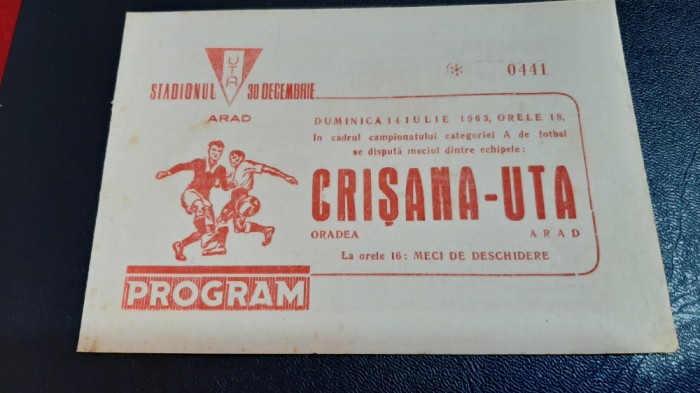 UTA
STADIONUL 30 DECEMBRIE
ARAD
0441
DUMINICA 14 IULIE 1963, ORELE 18,
In cadrul campionatului categoriei A de fotbal
se dispută meciul dintre echipele:
CRIŞANA-UTA
ORADEA ARAD
La orele 16: MECI DE DESCHIDERE
PROGRAM